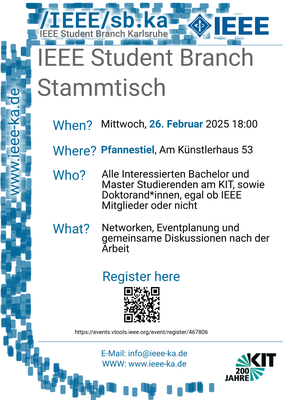 /IEEE/sb.ka
IEEE Student Branch Karlsruhe
IEEE
www.ieee-ka.de
IEEE Student Branch
Stammtisch
When? Mittwoch, 26. Februar 2025 18:00
Where? Pfannestiel, Am Künstlerhaus 53
Who? Alle Interessierten Bachelor und
Master Studierenden am KIT, sowie
Doktorand*innen, egal ob IEEE
Mitglieder oder nicht
What? Networken, Eventplanung und
gemeinsame Diskussionen nach der
Arbeit
Register here
https://events.vtools.ieee.org/event/register/467806
E-Mail: info@ieee-ka.de
WWW: www.ieee-ka.de
KIT
200
JAHRE